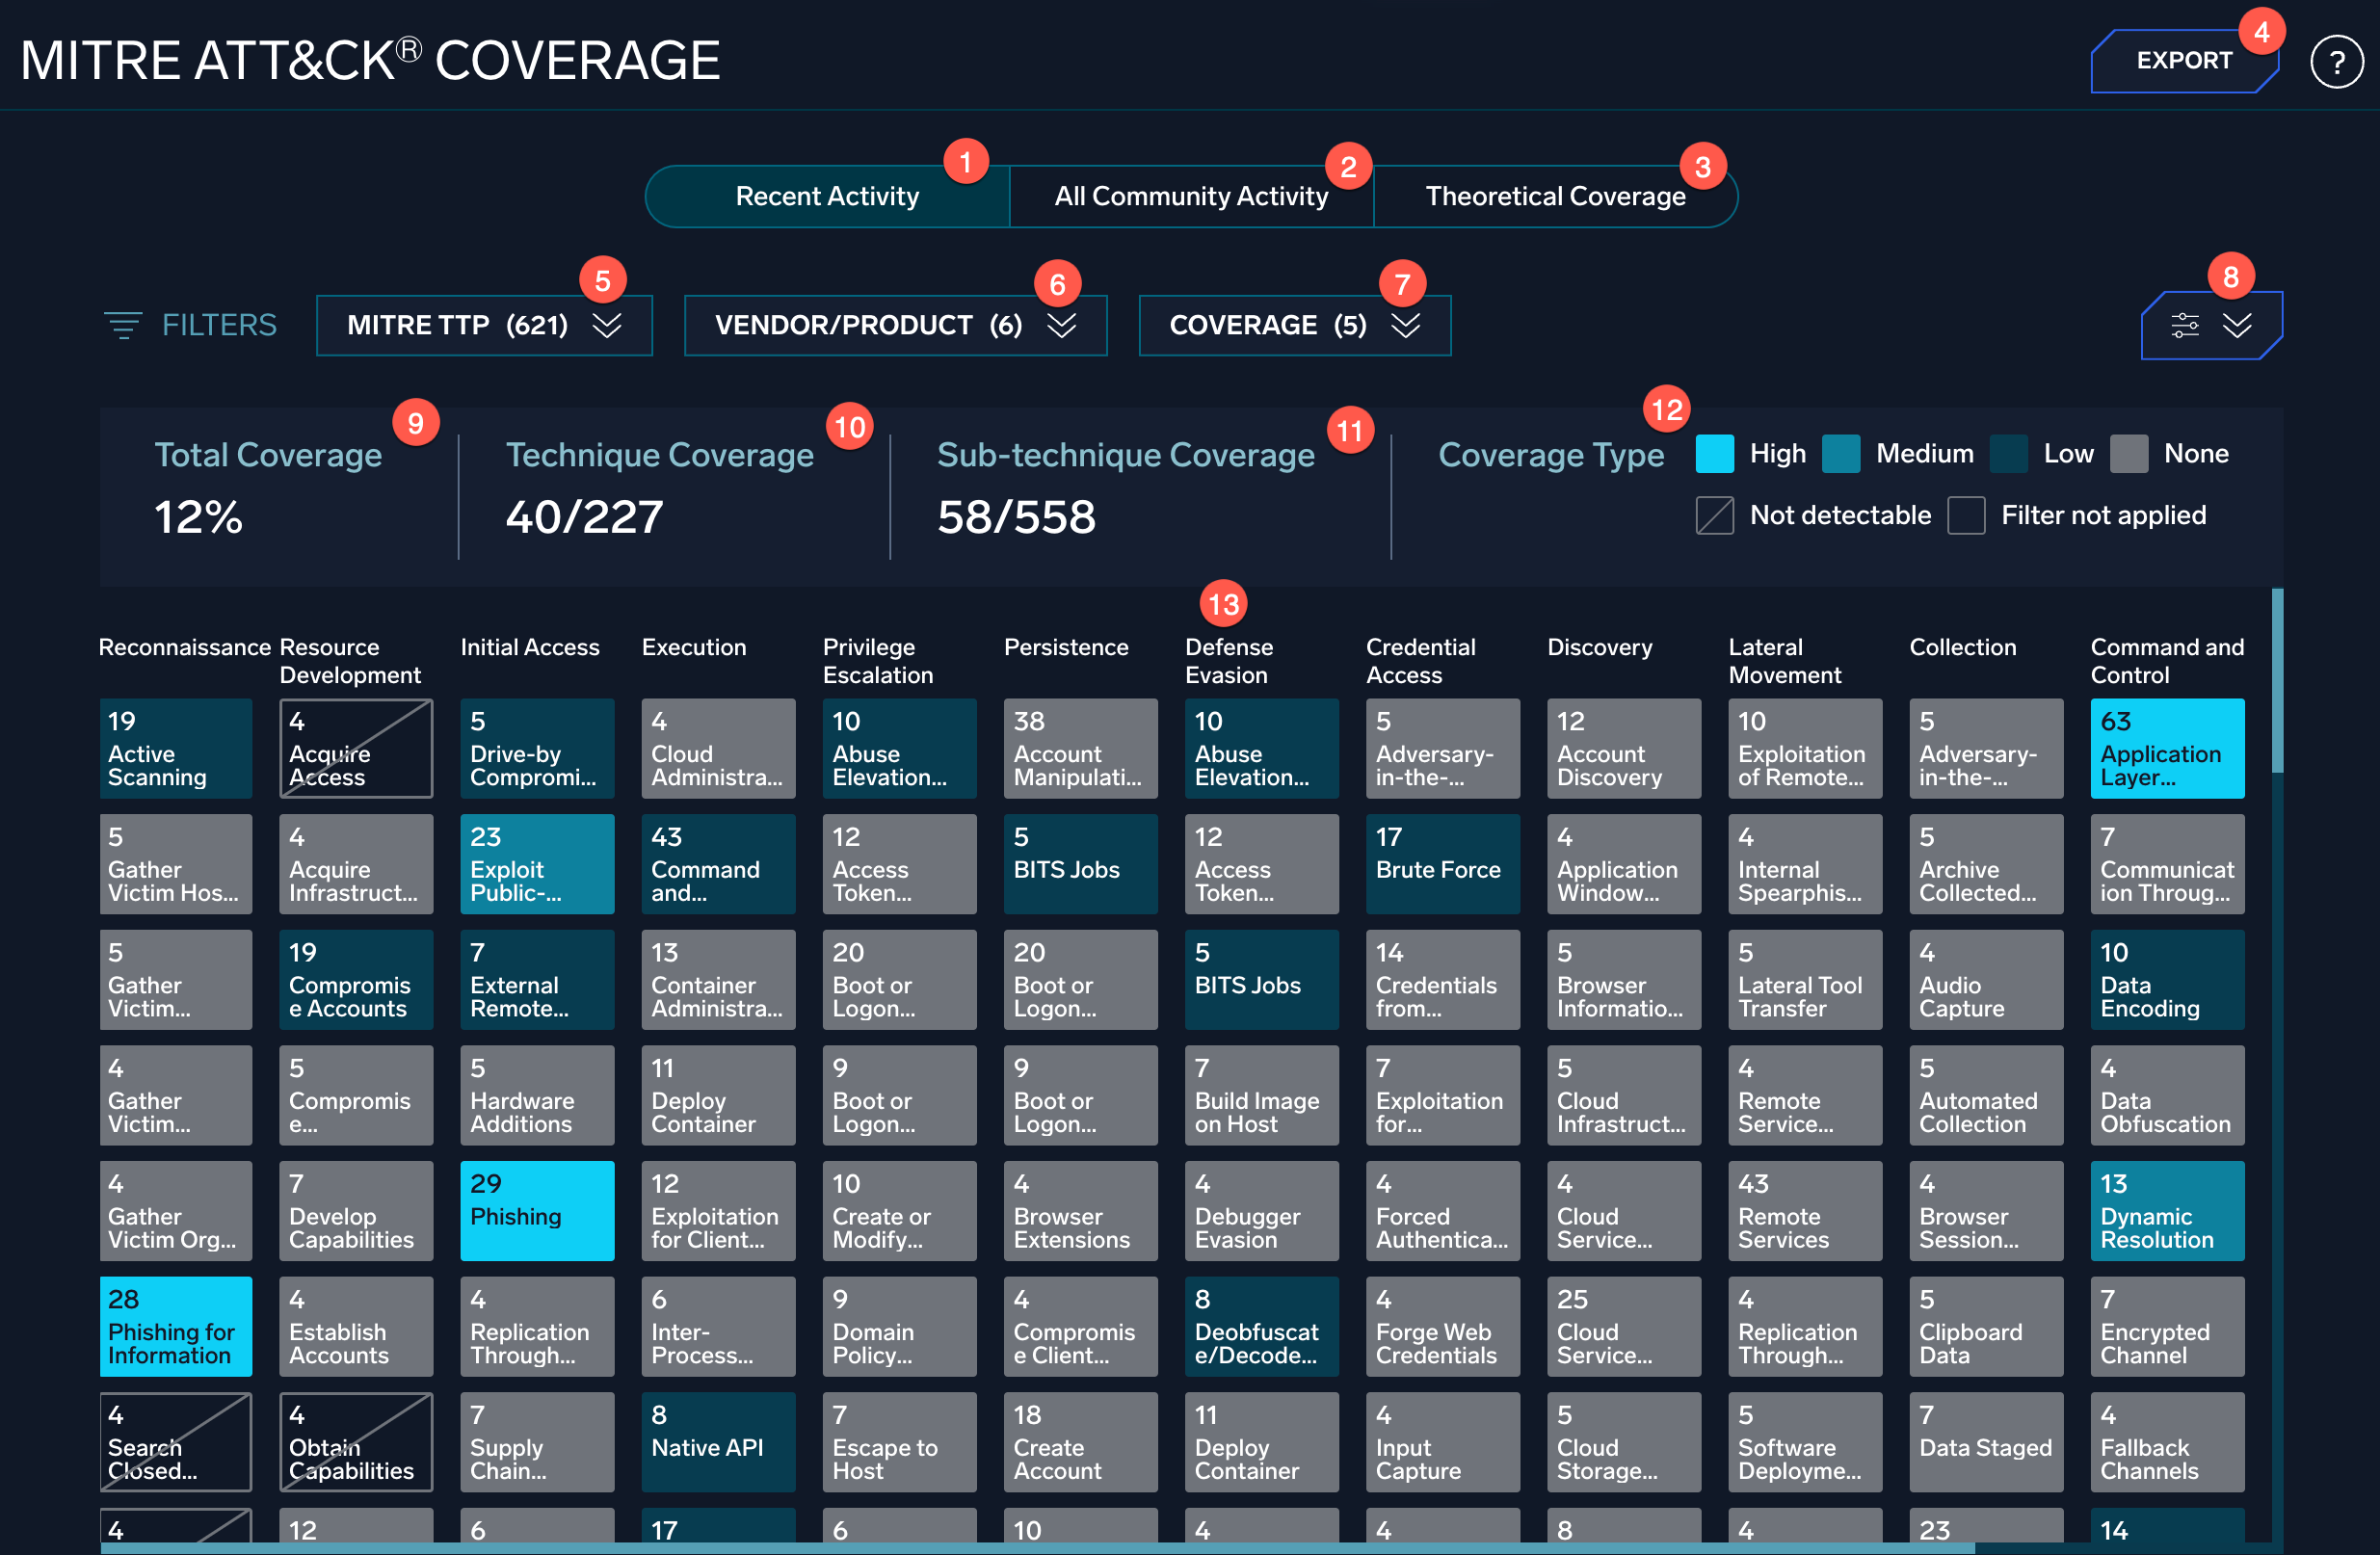 MITRE ATT&CK® COVERAGE
EXPORT
4
?
1
2
3
Recent Activity
All Community Activity
Theoretical Coverage
5
6
7
8
FILTERS
MITRE TTP (621)
VENDOR/PRODUCT (6)
COVERAGE (5)
9
10
11
12
Total Coverage
12%
Technique Coverage
40/227
Sub-technique Coverage
58/558
Coverage Type
High
Medium
Low
None
Not detectable
Filter not applied
13
Reconnaissance
19
Active
Scanning
5
Gather
Victim Hos...
5
Gather
Victim...
4
Gather
Victim...
4
Gather
Victim Org...
28
Phishing for
Information
4
Search
Closed...
4
Resource
Development
4
Acquire
Access
4
Acquire
Infrastruct...
19
Compromis
e Accounts
5
Compromis
e...
7
Develop
Capabilities
4
Establish
Accounts
4
Obtain
Capabilities
12
Initial Access
5
Drive-by
Compromi...
23
Exploit
Public-...
7
External
Remote...
5
Hardware
Additions
29
Phishing
4
Replication
Through...
7
Supply
Chain...
6
Execution
4
Cloud
Administra...
43
Command
and...
13
Container
Administra...
11
Deploy
Container
12
Exploitation
for Client...
6
Inter-
Process...
8
Native API
17
Privilege
Escalation
10
Abuse
Elevation...
12
Access
Token...
20
Boot or
Logon...
9
Boot or
Logon...
10
Create or
Modify...
9
Domain
Policy...
7
Escape to
Host
6
Persistence
38
Account
Manipulati...
5
BITS Jobs
20
Boot or
Logon...
9
Boot or
Logon...
4
Browser
Extensions
4
Compromis
e Client...
18
Create
Account
10
Defense
Evasion
10
Abuse
Elevation...
12
Access
Token...
5
BITS Jobs
7
Build Image
on Host
4
Debugger
Evasion
8
Deobfuscat
e/Decode...
11
Deploy
Container
4
Credential
Access
5
Adversary-
in-the-...
17
Brute Force
14
Credentials
from...
7
Exploitation
for...
4
Forced
Authentica...
4
Forge Web
Credentials
4
Input
Capture
4
Discovery
12
Account
Discovery
4
Application
Window...
5
Browser
Informatio...
5
Cloud
Infrastruct...
4
Cloud
Service...
25
Cloud
Service...
5
Cloud
Storage...
8
Lateral
Movement
10
Exploitation
of Remote...
4
Internal
Spearphis...
5
Lateral Tool
Transfer
4
Remote
Service...
43
Remote
Services
4
Replication
Through...
5
Software
Deployme...
4
Collection
5
Adversary-
in-the-...
5
Archive
Collected...
4
Audio
Capture
5
Automated
Collection
4
Browser
Session...
5
Clipboard
Data
7
Data Staged
23
Command and
Control
63
Application
Layer...
7
Communicat
ion Throug...
10
Data
Encoding
4
Data
Obfuscation
13
Dynamic
Resolution
7
Encrypted
Channel
4
Fallback
Channels
14